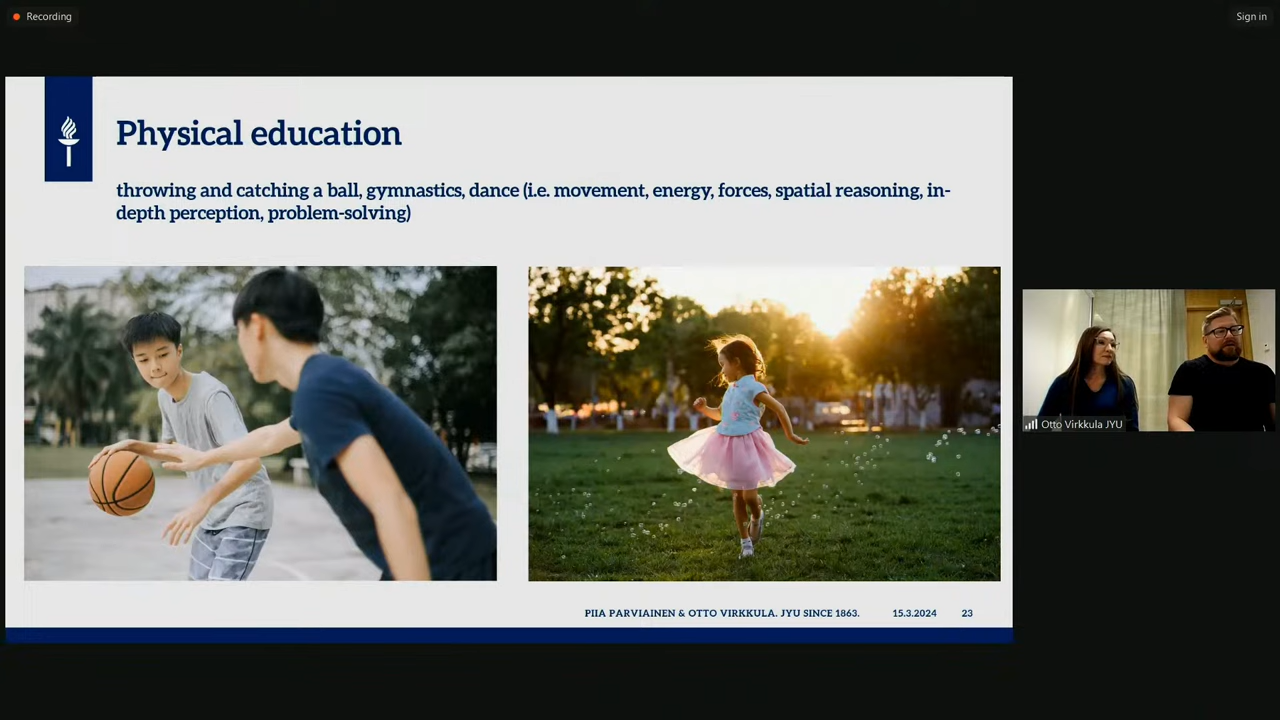 Recording
Sign in
Physical education
throwing and catching a ball, gymnastics, dance (i.e. movement, energy, forces, spatial reasoning, in-
depth perception, problem-solving)
Otto Virkkula JYU
PIIA PARVIAINEN & OTTO VIRKKULA. JYU SINCE 1863. 15.3.2024 23